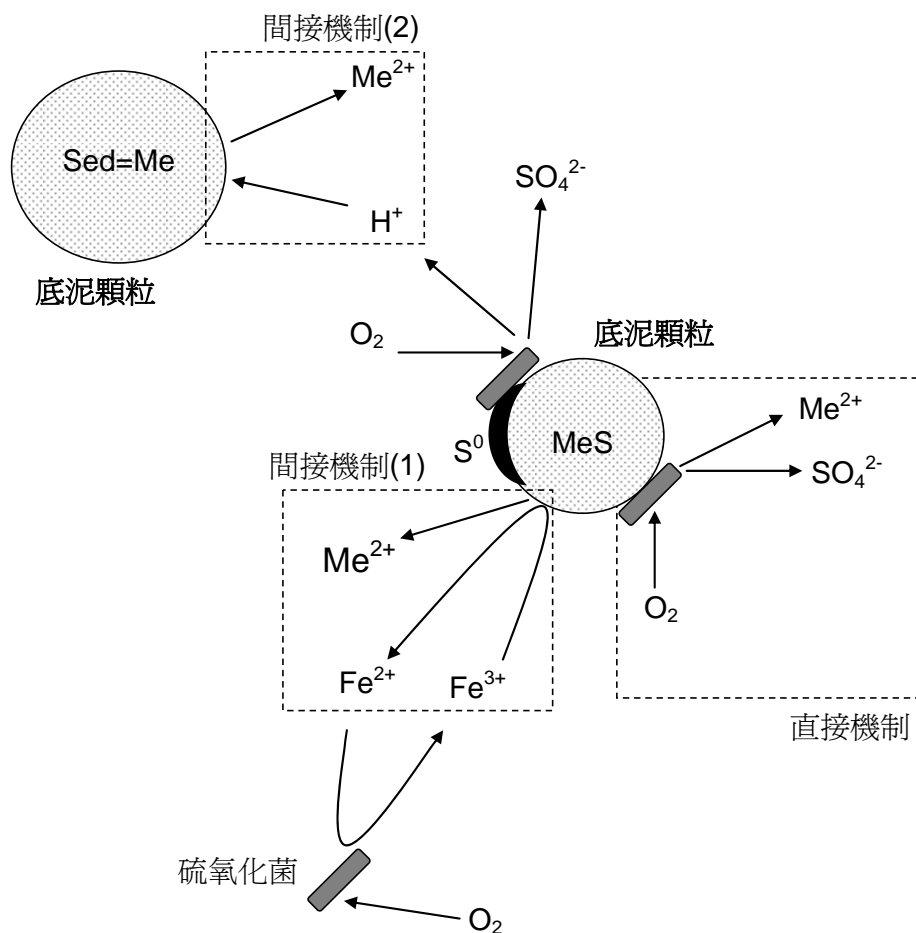 間接機制(2)
Me²⁺
Sed=Me
H⁺
底泥顆粒
SO₄²⁻
O₂
底泥顆粒
S⁰
MeS
Me²⁺
SO₄²⁻
間接機制(1)
Me²⁺
O₂
Fe²⁺
Fe³⁺
直接機制
硫氧化菌
O₂